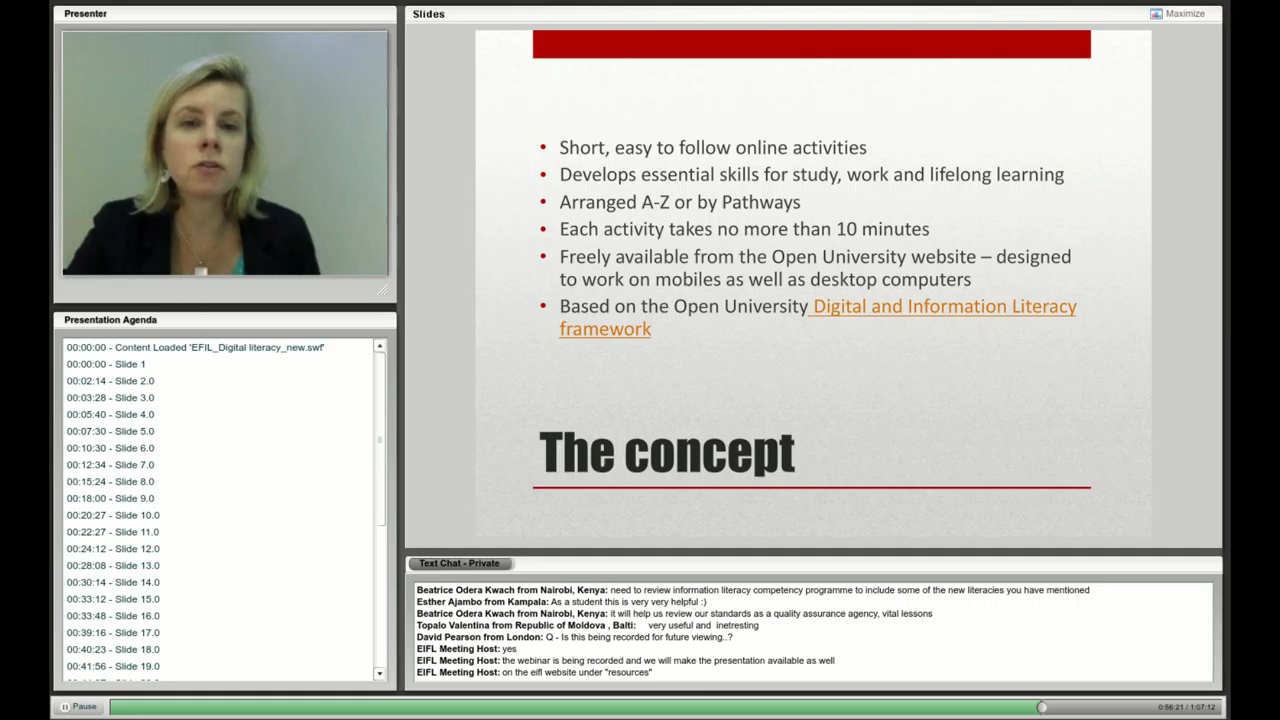 Presenter
Slides
Maximize
• Short, easy to follow online activities
• Develops essential skills for study, work and lifelong learning
• Arranged A-Z or by Pathways
• Each activity takes no more than 10 minutes
• Freely available from the Open University website – designed
to work on mobiles as well as desktop computers
• Based on the Open University Digital and Information Literacy
framework
The concept
Presentation Agenda
00:00:00 - Content Loaded 'EFIL_Digital literacy_new.swf'
00:00:00 - Slide 1
00:02:14 - Slide 2.0
00:03:28 - Slide 3.0
00:05:40 - Slide 4.0
00:07:30 - Slide 5.0
00:10:30 - Slide 6.0
00:12:34 - Slide 7.0
00:15:24 - Slide 8.0
00:18:00 - Slide 9.0
00:20:27 - Slide 10.0
00:22:27 - Slide 11.0
00:24:12 - Slide 12.0
00:28:08 - Slide 13.0
00:30:14 - Slide 14.0
00:33:12 - Slide 15.0
00:33:48 - Slide 16.0
00:39:16 - Slide 17.0
00:40:23 - Slide 18.0
00:41:56 - Slide 19.0
Text Chat - Private
Beatrice Odera Kwach from Nairobi, Kenya: need to review information literacy competency programme to include some of the new literacies you have mentioned
Esther Ajambo from Kampala: As a student this is very very helpful :)
Beatrice Odera Kwach from Nairobi, Kenya: it will help us review our standards as a quality assurance agency, vital lessons
Topalo Valentina from Republic of Moldova , Balti: very useful and inetresting
David Pearson from London: Q - Is this being recorded for future viewing..?
EIFL Meeting Host: yes
EIFL Meeting Host: the webinar is being recorded and we will make the presentation available as well
EIFL Meeting Host: on the eifl website under "resources"
Pause
0:56:21 / 1:07:12